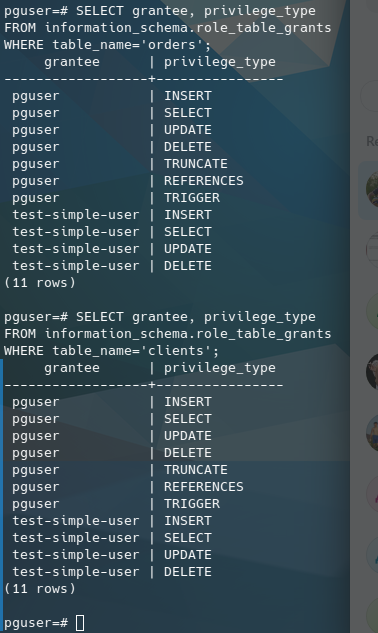 pguser=# SELECT grantee, privilege_type
FROM information_schema.role_table_grants
WHERE table_name='orders';
     grantee      | privilege_type
------------------+----------------
 pguser           | INSERT
 pguser           | SELECT
 pguser           | UPDATE
 pguser           | DELETE
 pguser           | TRUNCATE
 pguser           | REFERENCES
 pguser           | TRIGGER
 test-simple-user | INSERT
 test-simple-user | SELECT
 test-simple-user | UPDATE
 test-simple-user | DELETE
(11 rows)

pguser=# SELECT grantee, privilege_type
FROM information_schema.role_table_grants
WHERE table_name='clients';
     grantee      | privilege_type
------------------+----------------
 pguser           | INSERT
 pguser           | SELECT
 pguser           | UPDATE
 pguser           | DELETE
 pguser           | TRUNCATE
 pguser           | REFERENCES
 pguser           | TRIGGER
 test-simple-user | INSERT
 test-simple-user | SELECT
 test-simple-user | UPDATE
 test-simple-user | DELETE
(11 rows)

pguser=#